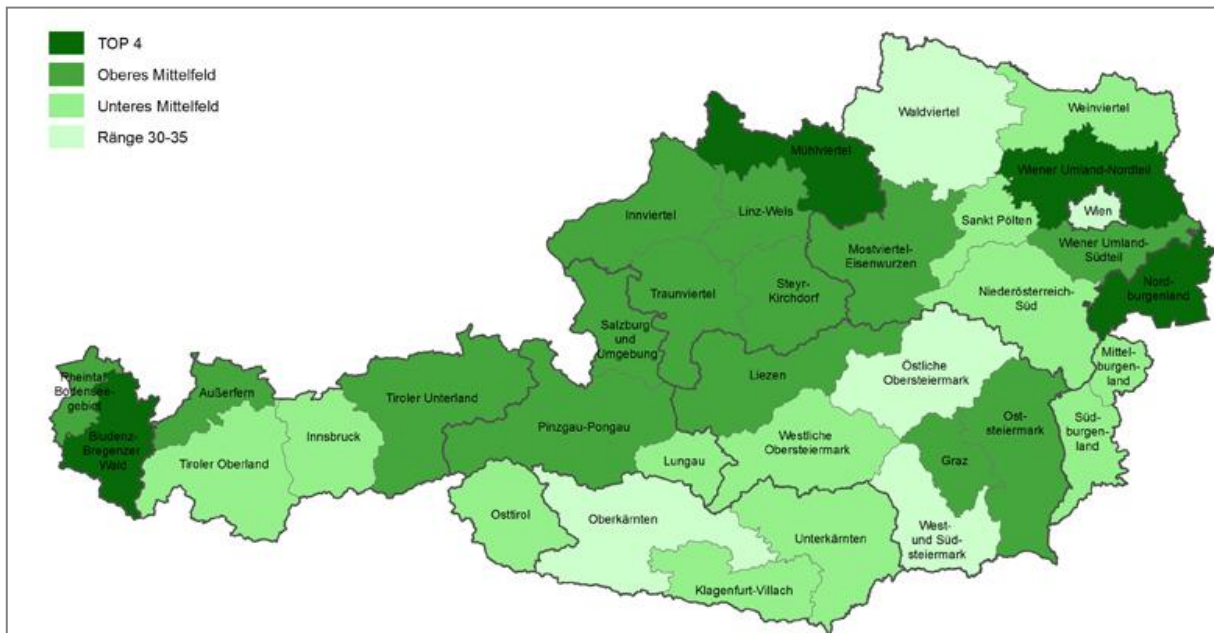 TOP 4
Oberes Mittelfeld
Unteres Mittelfeld
Ränge 30-35
Waldviertel
Weinviertel
Mühlviertel
Wiener Umland-Nordteil
Innviertel
Linz-Wels
Sankt Pölten
Wien
Mostviertel-
Eisenwurzen
Wiener Umland-
Südteil
Nord-
burgenland
Traunviertel
Steyr-
Kirchdorf
Niederösterreich-
Süd
Salzburg
und
Umgebung
Mittel-
burgen-
land
Rheintal-
Bodensee-
gebiet
Außerfern
Tiroler Unterland
Liezen
Östliche
Obersteiermark
Ost-
steiermark
Süd-
burgen-
land
Bludenz-
Bregenzer
Wald
Tiroler Oberland
Innsbruck
Pinzgau-Pongau
Lungau
Westliche
Obersteiermark
Graz
Osttirol
Oberkärnten
Unterkärnten
West-
und Süd-
steiermark
Klagenfurt-Villach